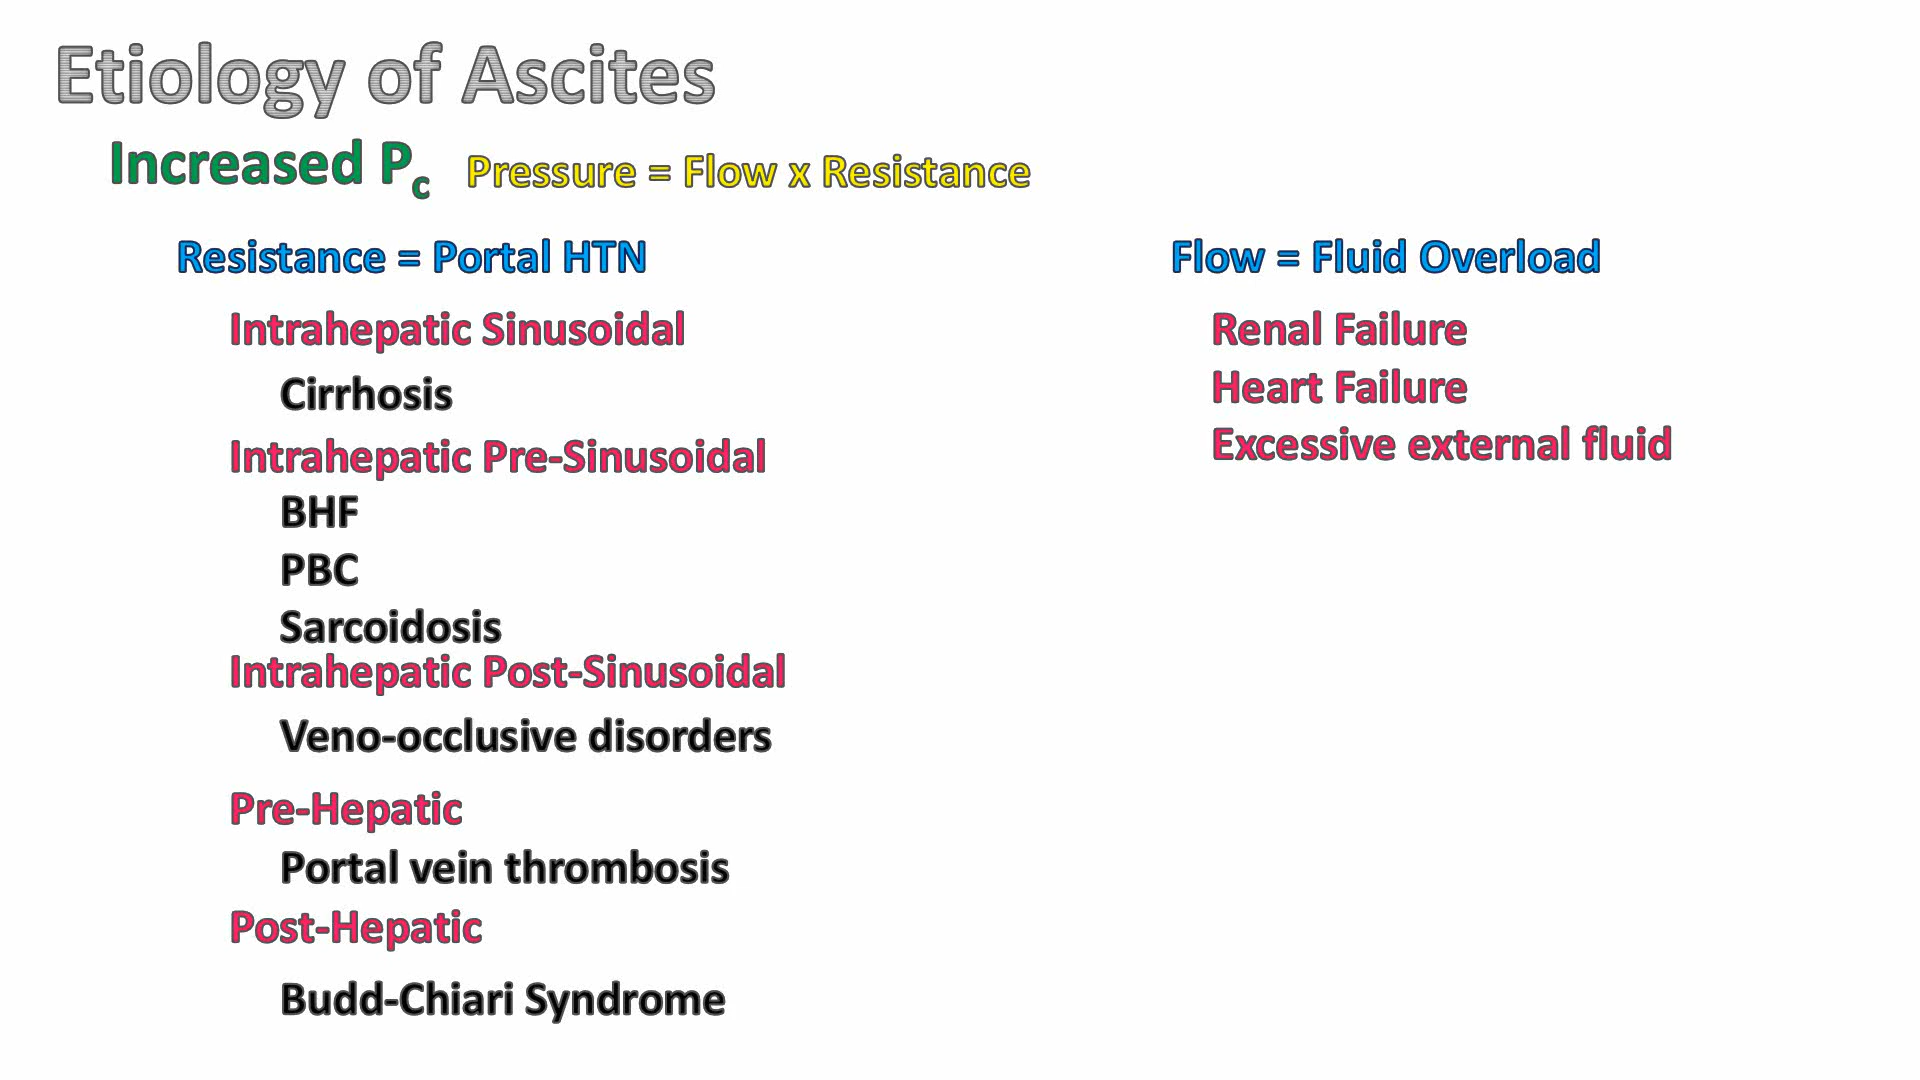 Etiology of Ascites
Increased Pc Pressure = Flow x Resistance
Resistance = Portal HTN
Intrahepatic Sinusoidal
Cirrhosis
Intrahepatic Pre-Sinusoidal
BHF
PBC
Sarcoidosis
Intrahepatic Post-Sinusoidal
Veno-occlusive disorders
Pre-Hepatic
Portal vein thrombosis
Post-Hepatic
Budd-Chiari Syndrome
Flow = Fluid Overload
Renal Failure
Heart Failure
Excessive external fluid